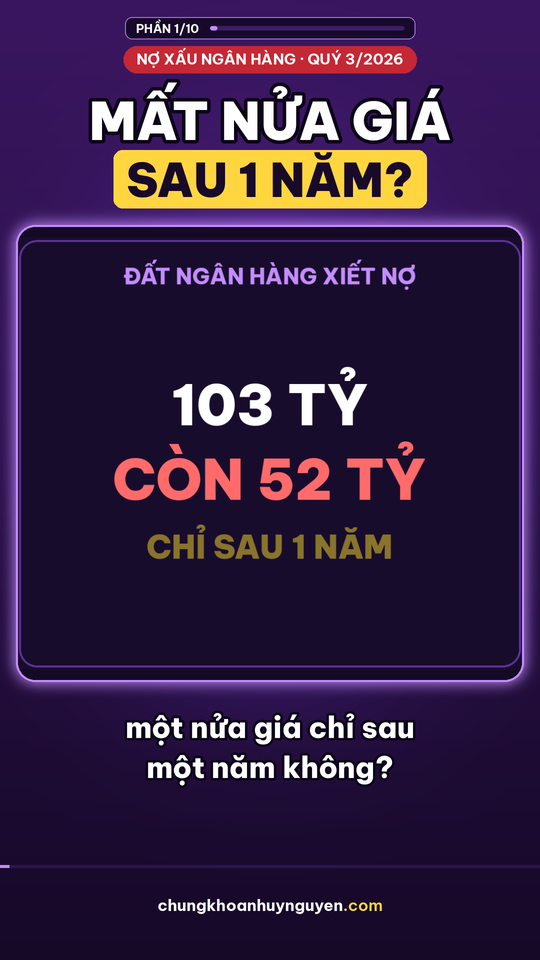 PHẦN 1/10
NỢ XẤU NGÂN HÀNG · QUÝ 3/2026
MẤT NỬA GIÁ
SAU 1 NĂM?
ĐẤT NGÂN HÀNG XIẾT NỢ
103 TỶ
CÒN 52 TỶ
CHỈ SAU 1 NĂM
một nửa giá chỉ sau
một năm không?
chungkhoanhuynguyen.com